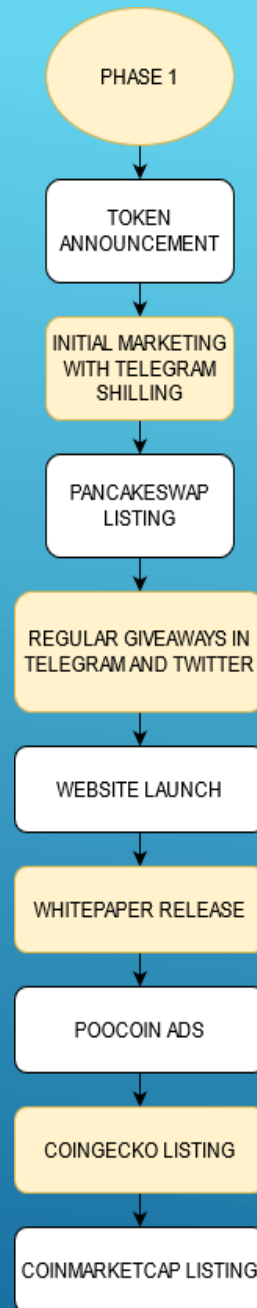 PHASE 1
TOKEN
ANNOUNCEMENT
INITIAL MARKETING
WITH TELEGRAM
SHILLING
PANCAKESWAP
LISTING
REGULAR GIVEAWAYS IN
TELEGRAM AND TWITTER
WEBSITE LAUNCH
WHITEPAPER RELEASE
POOCOIN ADS
COINGECKO LISTING
COINMARKETCAP LISTING